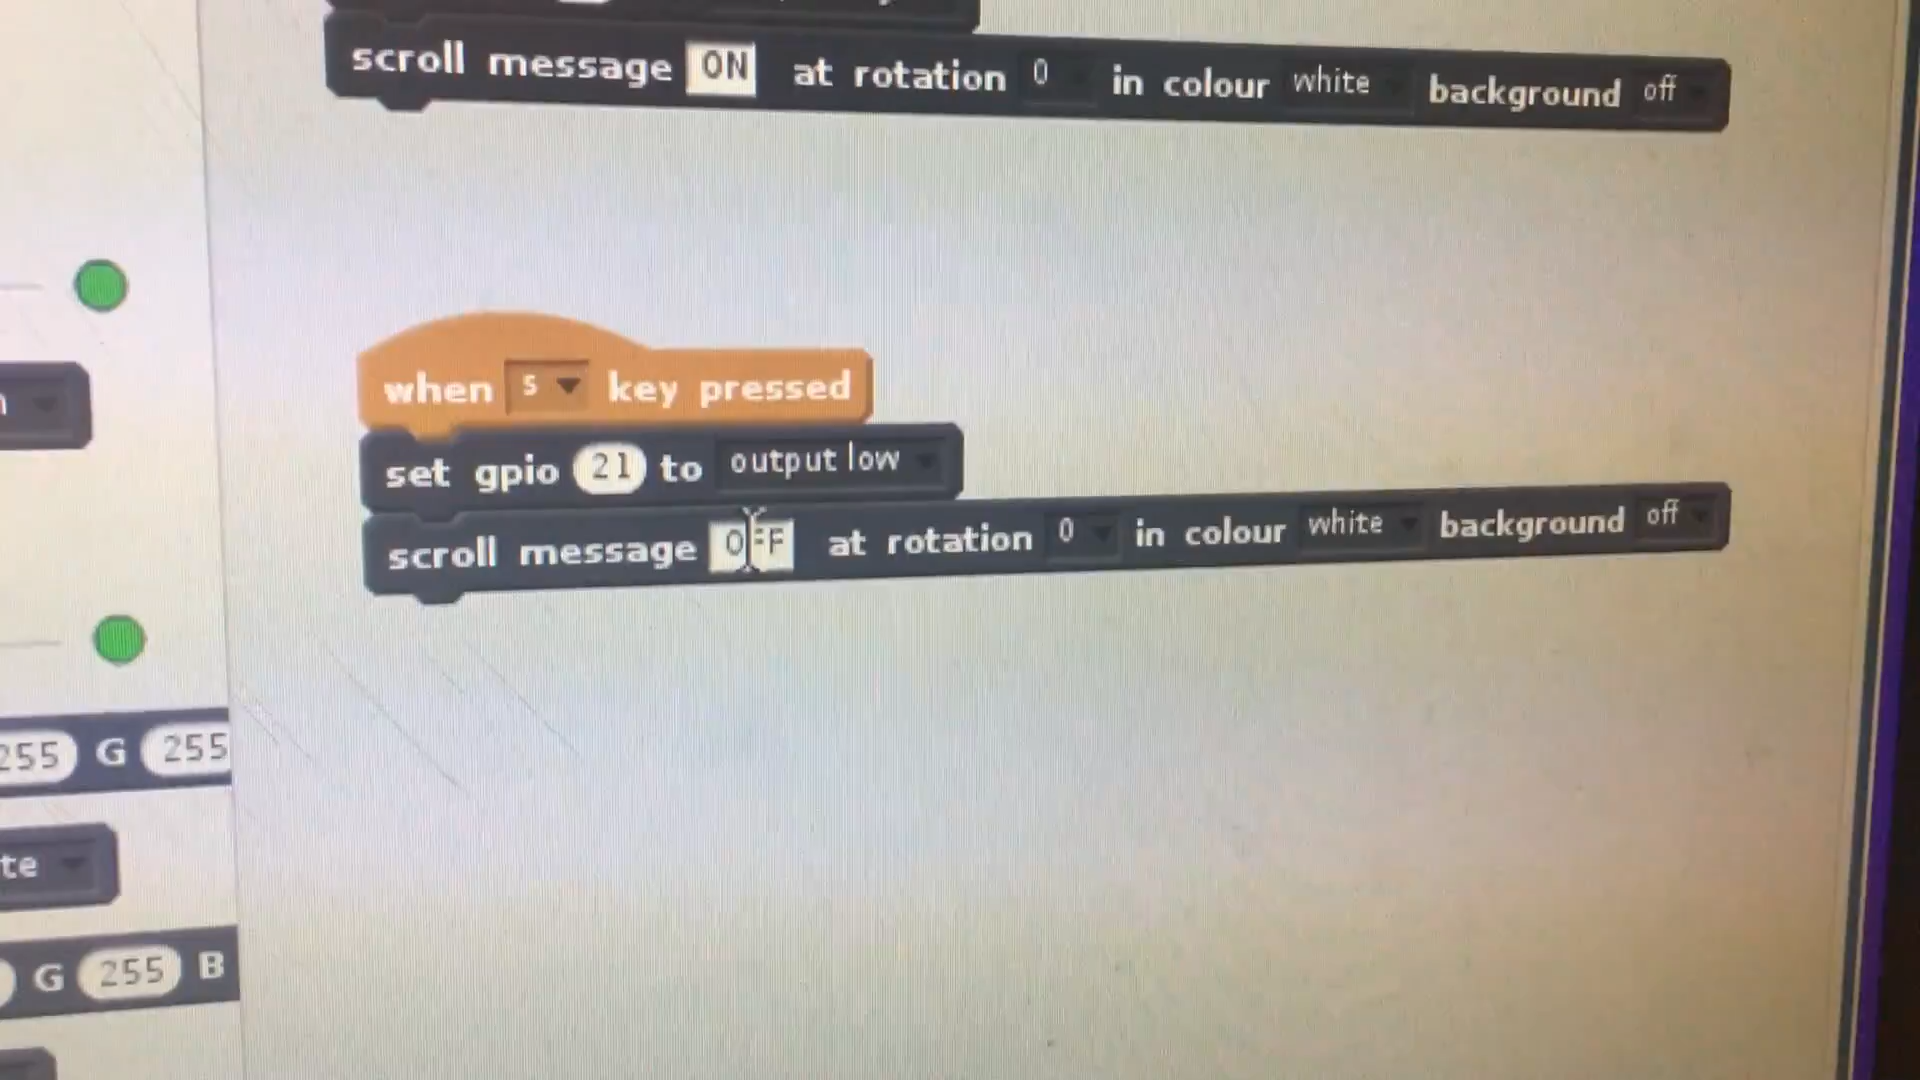 scroll message ON at rotation 0 in colour white background off
when s key pressed
set gpio 21 to output low
scroll message OFF at rotation 0 in colour white background off
255 G 255
te
G 255 B